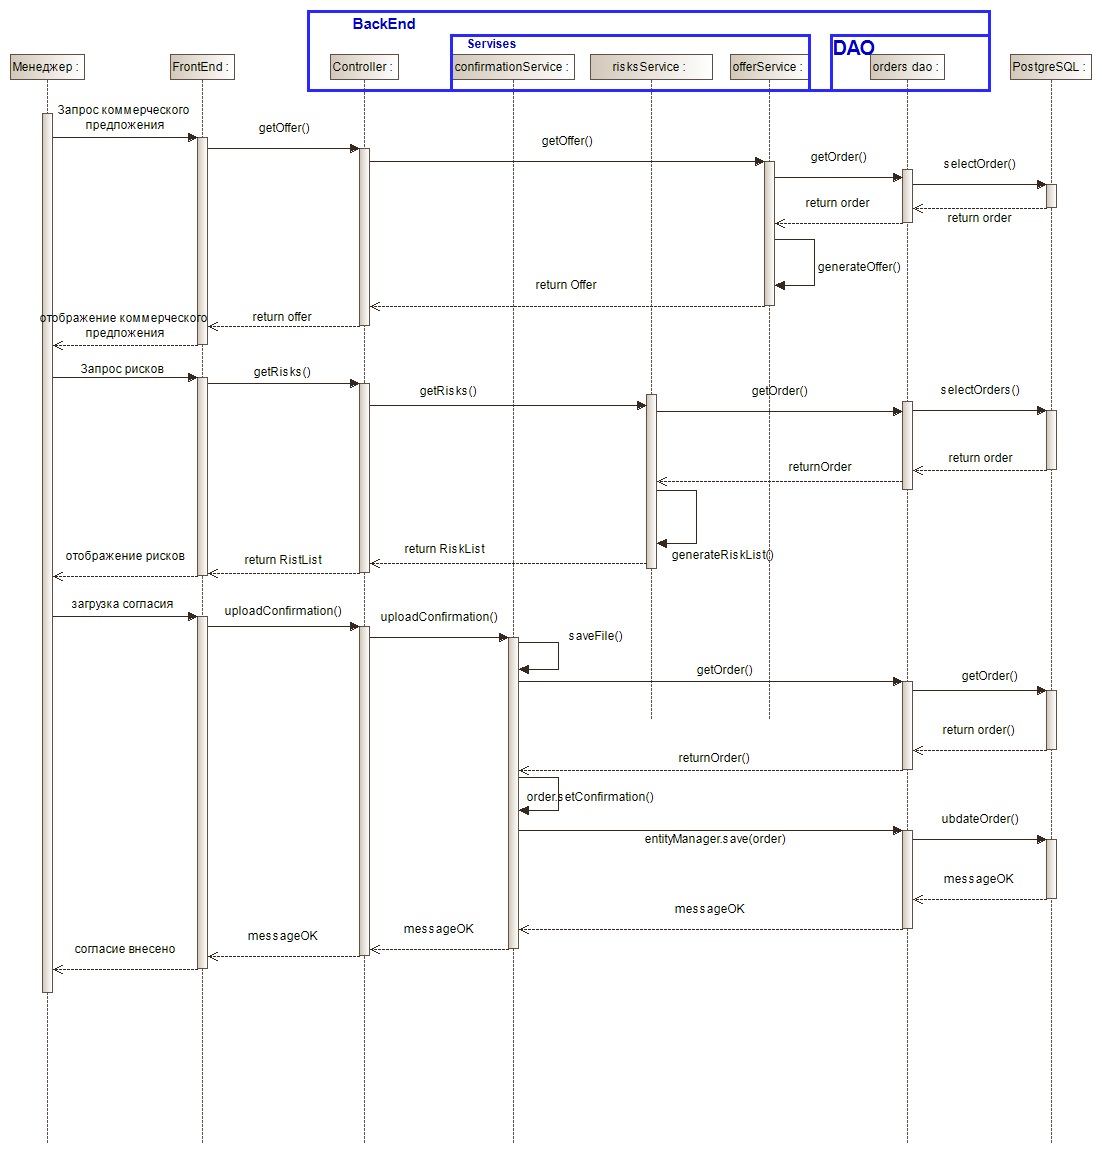 BackEnd
Servises
DAO
Менеджер :
FrontEnd :
Controller :
confirmationService :
risksService :
offerService :
orders dao :
PostgreSQL :
Запрос коммерческого
предложения
getOffer()
getOffer()
getOrder()
selectOrder()
return order
return order
generateOffer()
return Offer
return offer
отображение коммерческого
предложения
Запрос рисков
getRisks()
getRisks()
getOrder()
selectOrders()
return order
returnOrder
generateRiskList()
return RiskList
return RistList
отображение рисков
загрузка согласия
uploadConfirmation()
uploadConfirmation()
saveFile()
getOrder()
getOrder()
return order()
returnOrder()
order.setConfirmation()
entityManager.save(order)
ubdateOrder()
messageOK
messageOK
messageOK
messageOK
согласие внесено